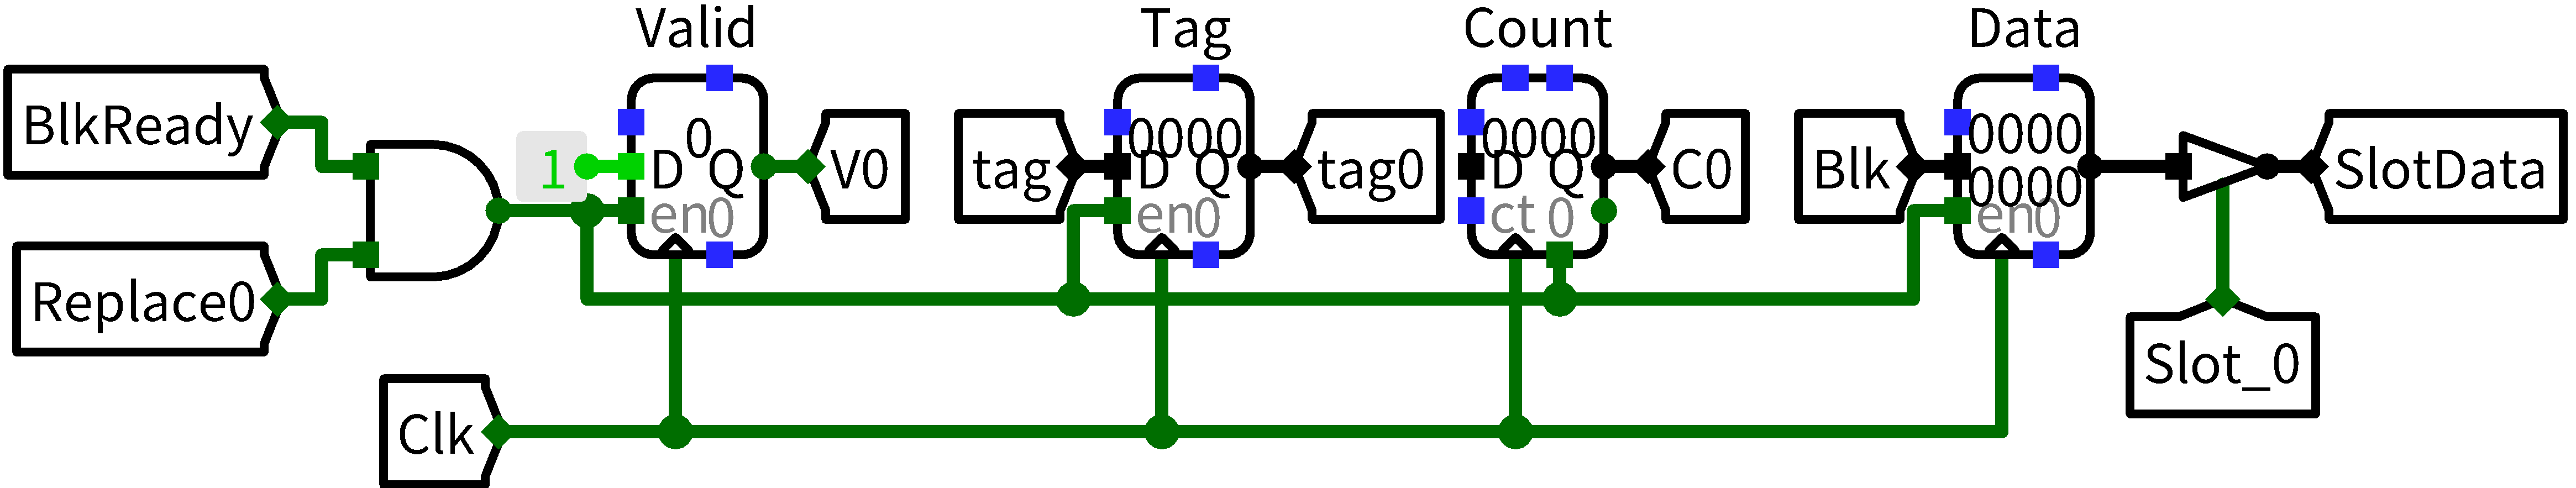 Valid
Tag
Count
Data
BlkReady
1
0
D Q
en0
V0
tag
0000
D Q
en0
tag0
0000
D Q
ct 0
C0
Blk
0000
0000
en0
SlotData
Replace0
Slot_0
Clk